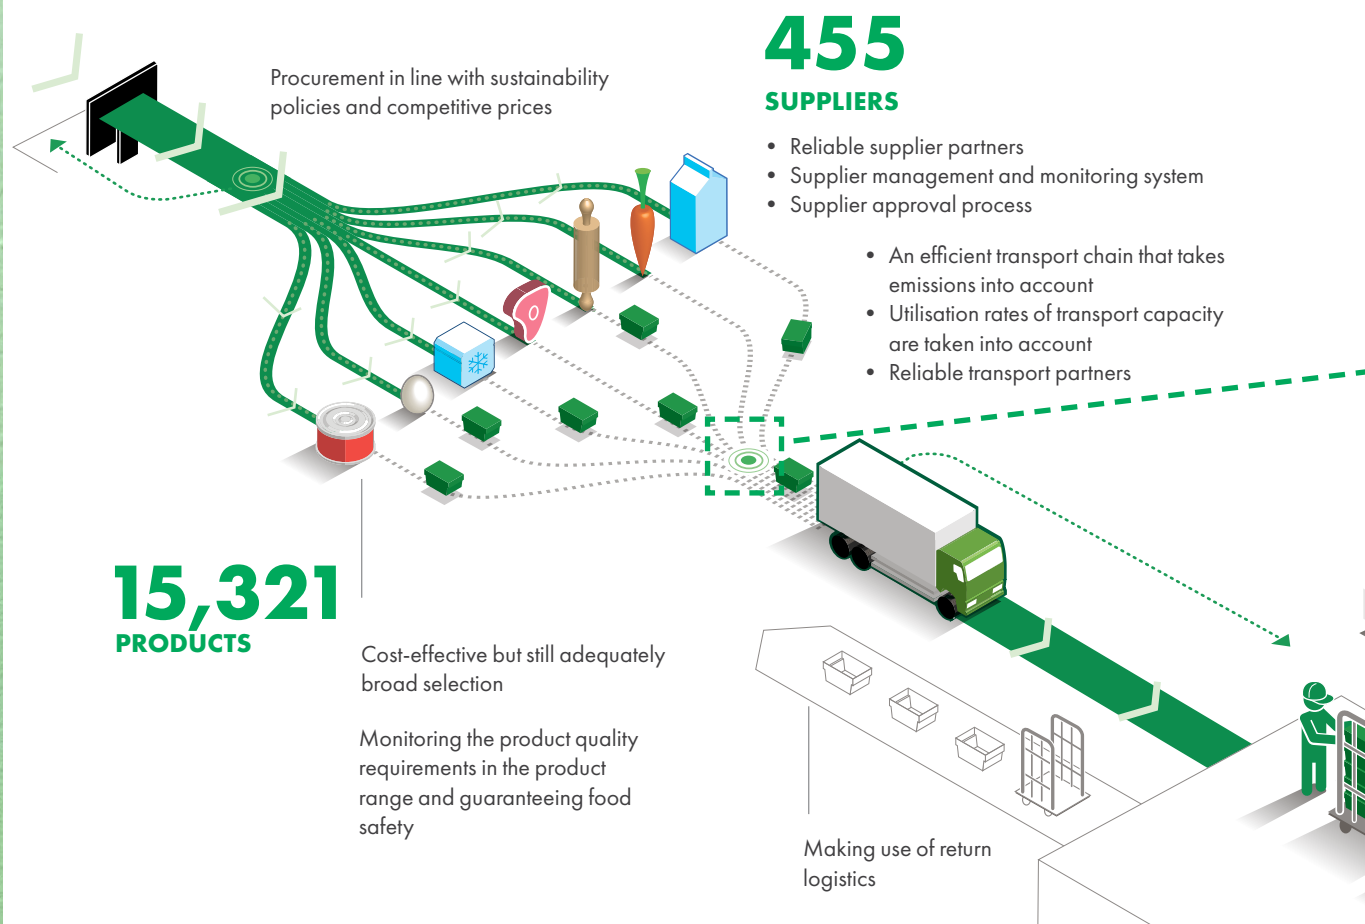 Procurement in line with sustainability
policies and competitive prices
455
SUPPLIERS
• Reliable supplier partners
• Supplier management and monitoring system
• Supplier approval process
• An efficient transport chain that takes
emissions into account
• Utilisation rates of transport capacity
are taken into account
• Reliable transport partners
15,321
PRODUCTS
Cost-effective but still adequately
broad selection
Monitoring the product quality
requirements in the product
range and guaranteeing food
safety
Making use of return
logistics